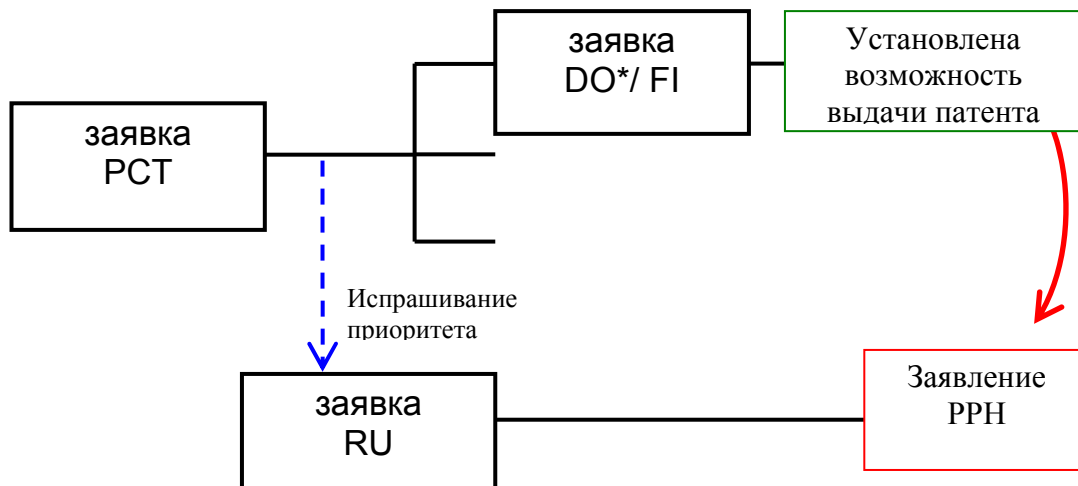 заявка
DO*/ FI
Установлена
возможность
выдачи патента
заявка
PCT
Испрашивание
приоритета
заявка
RU
Заявление
PPH